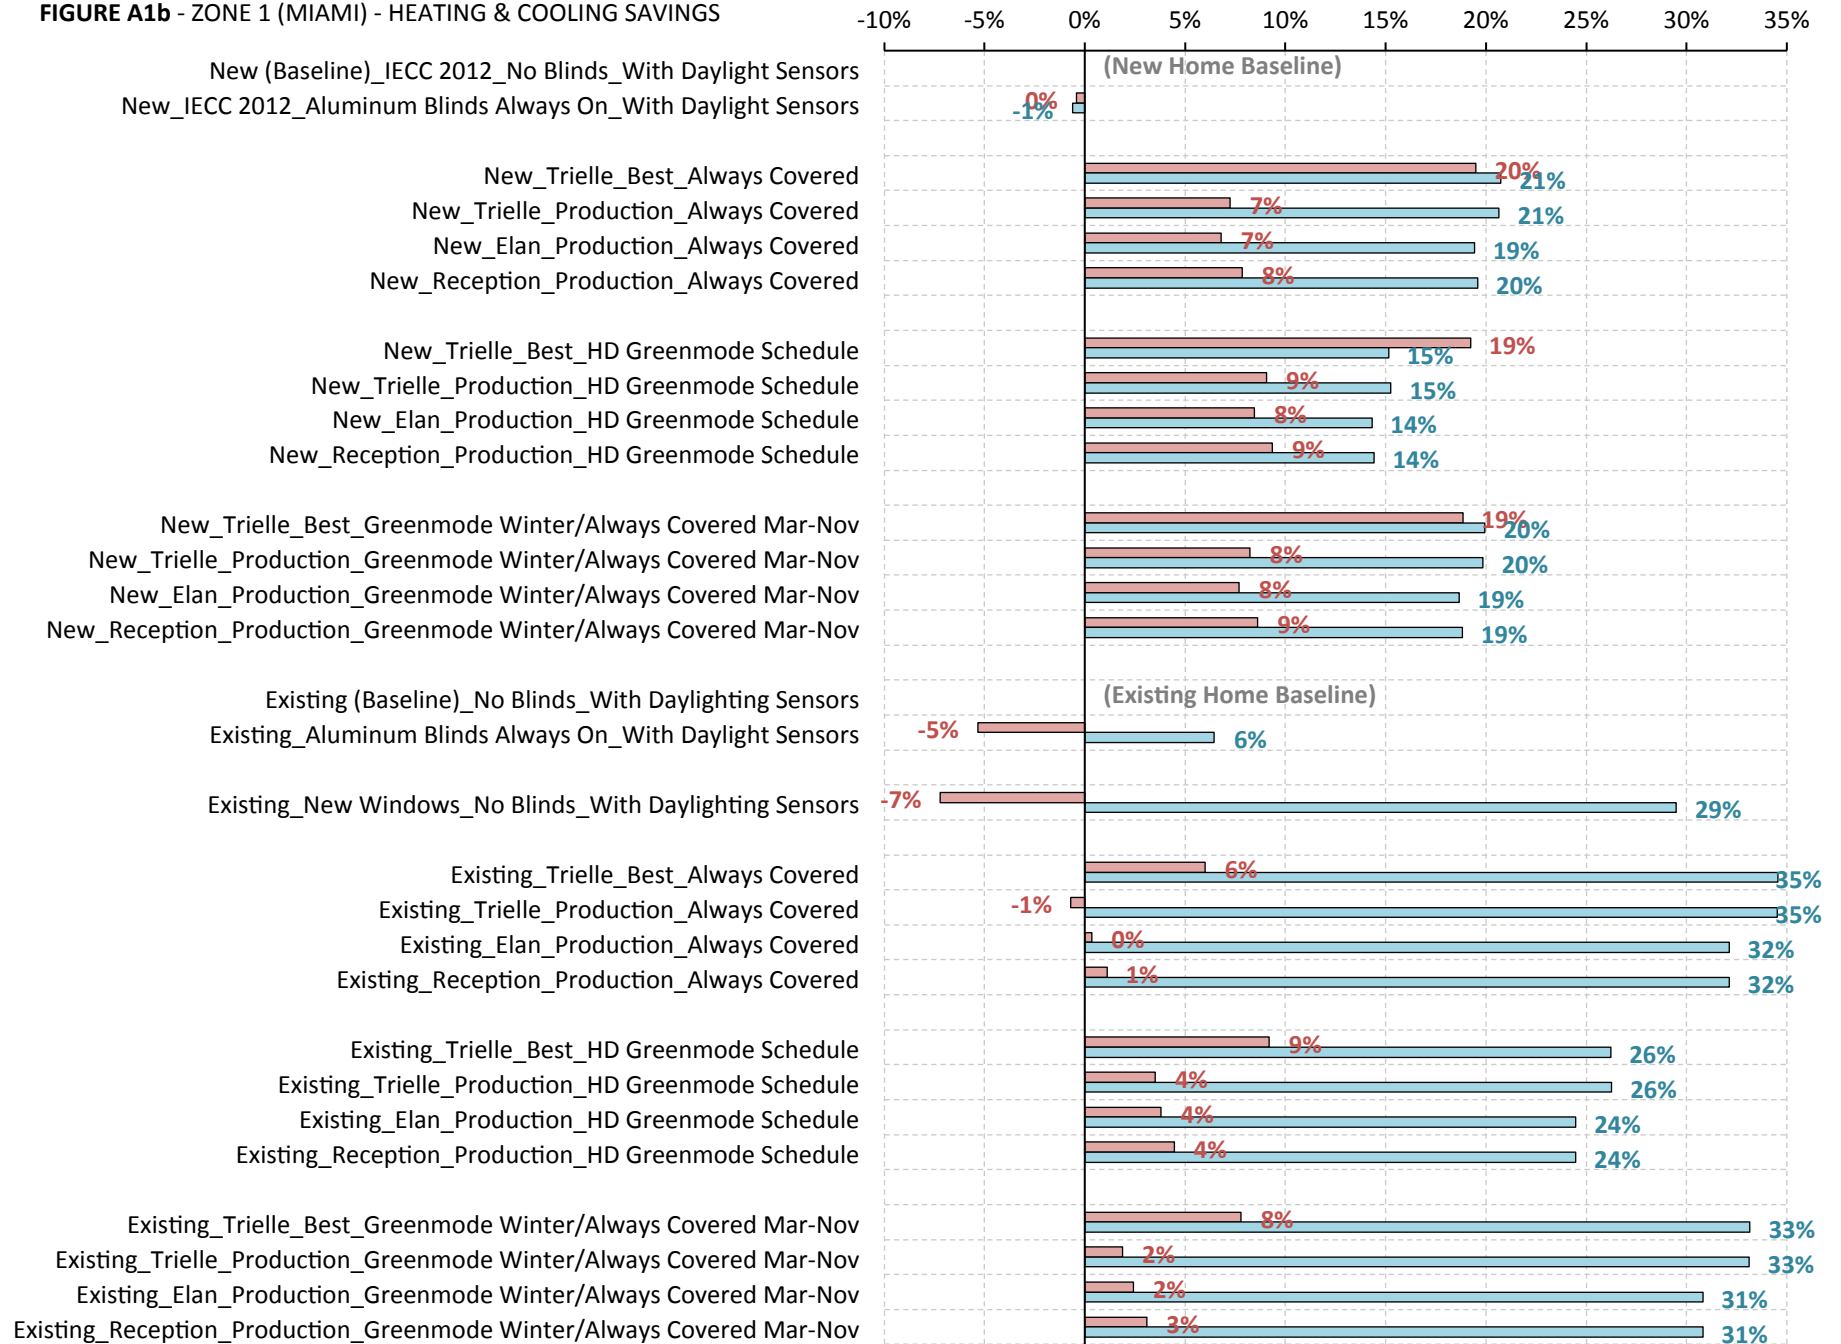 FIGURE A1b - ZONE 1 (MIAMI) - HEATING & COOLING SAVINGS
-10% -5% 0% 5% 10% 15% 20% 25% 30% 35%
New (Baseline)_IECC 2012_No Blinds_With Daylight Sensors (New Home Baseline)
New_IECC 2012_Aluminum Blinds Always On_With Daylight Sensors 0% -1%
New_Trielle_Best_Always Covered 20% 21%
New_Trielle_Production_Always Covered 7% 21%
New_Elan_Production_Always Covered 7% 19%
New_Reception_Production_Always Covered 8% 20%
New_Trielle_Best_HD Greenmode Schedule 19% 15%
New_Trielle_Production_HD Greenmode Schedule 9% 15%
New_Elan_Production_HD Greenmode Schedule 8% 14%
New_Reception_Production_HD Greenmode Schedule 9% 14%
New_Trielle_Best_Greenmode Winter/Always Covered Mar-Nov 19% 20%
New_Trielle_Production_Greenmode Winter/Always Covered Mar-Nov 8% 20%
New_Elan_Production_Greenmode Winter/Always Covered Mar-Nov 8% 19%
New_Reception_Production_Greenmode Winter/Always Covered Mar-Nov 9% 19%
Existing (Baseline)_No Blinds_With Daylighting Sensors (Existing Home Baseline)
Existing_Aluminum Blinds Always On_With Daylight Sensors -5% 6%
Existing_New Windows_No Blinds_With Daylighting Sensors -7% 29%
Existing_Trielle_Best_Always Covered 6% 35%
Existing_Trielle_Production_Always Covered -1% 35%
Existing_Elan_Production_Always Covered 0% 32%
Existing_Reception_Production_Always Covered 1% 32%
Existing_Trielle_Best_HD Greenmode Schedule 9% 26%
Existing_Trielle_Production_HD Greenmode Schedule 4% 26%
Existing_Elan_Production_HD Greenmode Schedule 4% 24%
Existing_Reception_Production_HD Greenmode Schedule 4% 24%
Existing_Trielle_Best_Greenmode Winter/Always Covered Mar-Nov 8% 33%
Existing_Trielle_Production_Greenmode Winter/Always Covered Mar-Nov 2% 33%
Existing_Elan_Production_Greenmode Winter/Always Covered Mar-Nov 2% 31%
Existing_Reception_Production_Greenmode Winter/Always Covered Mar-Nov 3% 31%